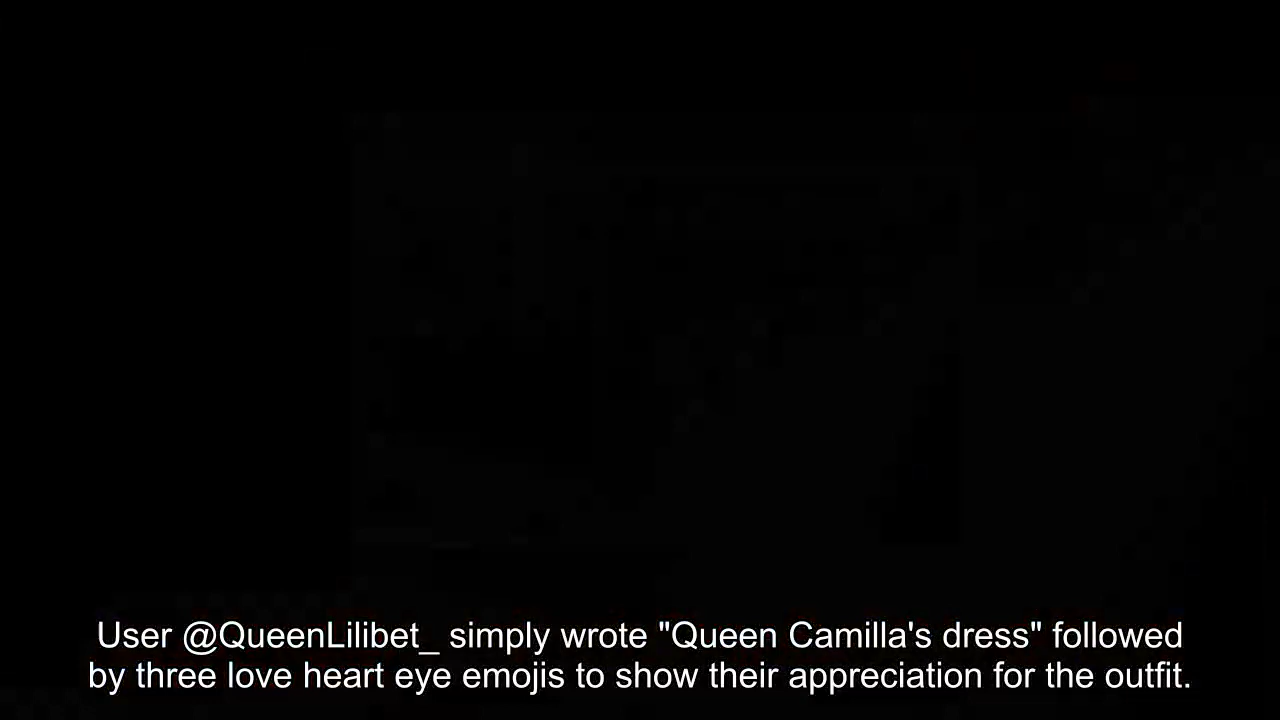 User @QueenLilibet_ simply wrote "Queen Camilla's dress" followed
by three love heart eye emojis to show their appreciation for the outfit.